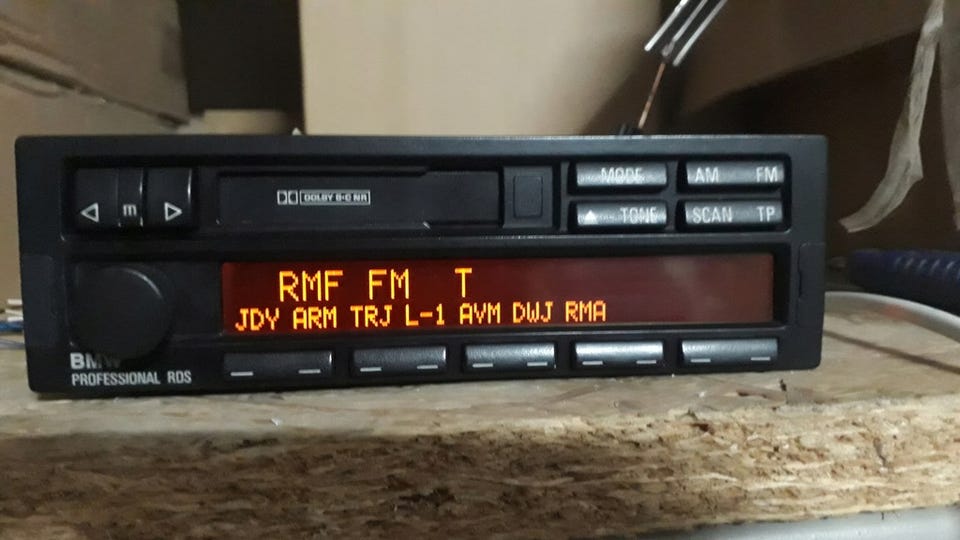 m
DOLBY B-C NR
MODE
AM FM
TONE
SCAN TP
RMF FM T
JDY ARM TRJ L-1 AVM DWJ RMA
BMW
PROFESSIONAL RDS